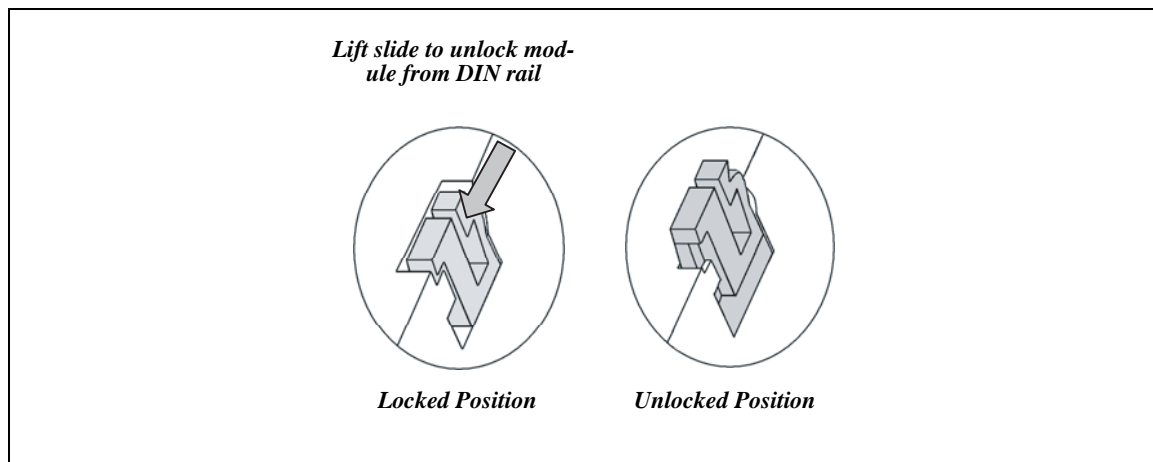 Lift slide to unlock mod-
ule from DIN rail
Locked Position
Unlocked Position